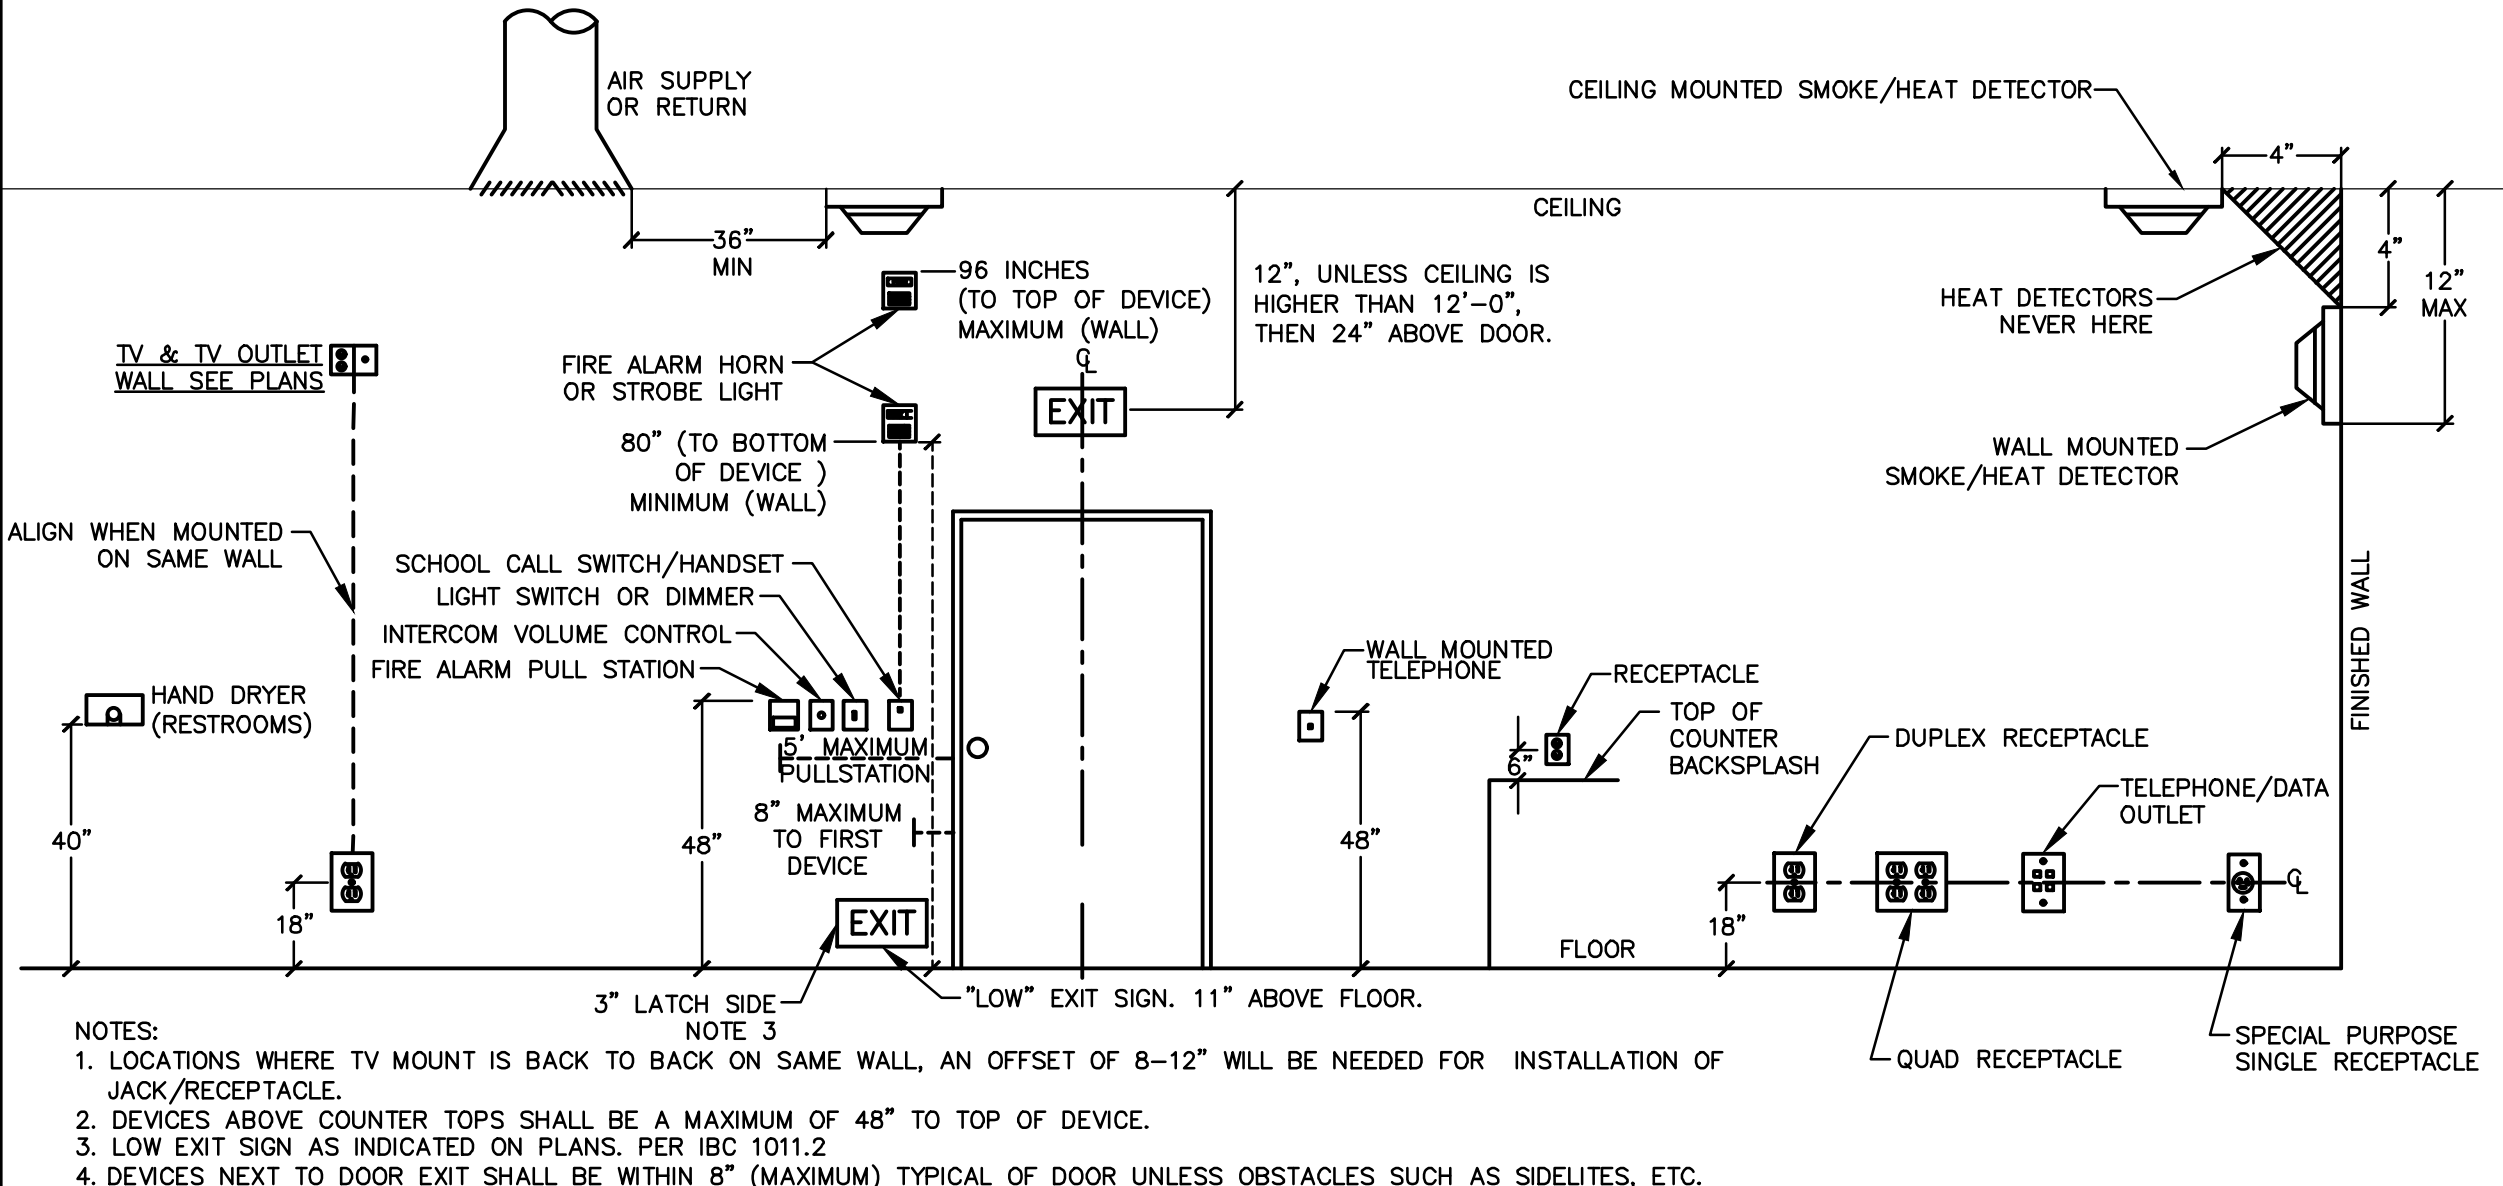 AIR SUPPLY
OR RETURN
CEILING MOUNTED SMOKE/HEAT DETECTOR
4”
CEILING
36”
MIN
4”
12”
MAX
96 INCHES
(TO TOP OF DEVICE)
MAXIMUM (WALL)
12”, UNLESS CEILING IS
HIGHER THAN 12’-0”,
THEN 24” ABOVE DOOR.
HEAT DETECTORS
NEVER HERE
TV & TV OUTLET
WALL SEE PLANS
FIRE ALARM HORN
OR STROBE LIGHT
℄
EXIT
80” (TO BOTTOM
OF DEVICE )
MINIMUM (WALL)
WALL MOUNTED
SMOKE/HEAT DETECTOR
ALIGN WHEN MOUNTED
ON SAME WALL
SCHOOL CALL SWITCH/HANDSET
LIGHT SWITCH OR DIMMER
INTERCOM VOLUME CONTROL
FIRE ALARM PULL STATION
FINISHED WALL
WALL MOUNTED
TELEPHONE
RECEPTACLE
HAND DRYER
(RESTROOMS)
TOP OF
COUNTER
BACKSPLASH
5’ MAXIMUM
PULLSTATION
6”
DUPLEX RECEPTACLE
TELEPHONE/DATA
OUTLET
8” MAXIMUM
TO FIRST
DEVICE
40”
48”
48”
18”
EXIT
18”
℄
FLOOR
3” LATCH SIDE
NOTE 3
”LOW” EXIT SIGN. 11” ABOVE FLOOR.
QUAD RECEPTACLE
SPECIAL PURPOSE
SINGLE RECEPTACLE
NOTES:
1. LOCATIONS WHERE TV MOUNT IS BACK TO BACK ON SAME WALL, AN OFFSET OF 8-12” WILL BE NEEDED FOR INSTALLATION OF
JACK/RECEPTACLE.
2. DEVICES ABOVE COUNTER TOPS SHALL BE A MAXIMUM OF 48” TO TOP OF DEVICE.
3. LOW EXIT SIGN AS INDICATED ON PLANS. PER IBC 1011.2
4. DEVICES NEXT TO DOOR EXIT SHALL BE WITHIN 8” (MAXIMUM) TYPICAL OF DOOR UNLESS OBSTACLES SUCH AS SIDELITES, ETC.